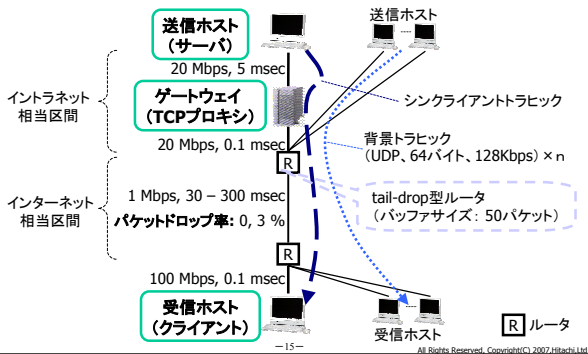 送信ホスト
(サーバ)
送信ホスト
20 Mbps, 5 msec
イントラネット
相当区間
ゲートウェイ
(TCPプロキシ)
シンクライアントトラヒック
20 Mbps, 0.1 msec
背景トラヒック
(UDP、64バイト、128Kbps)×n
R
インターネット
相当区間
1 Mbps, 30 – 300 msec
パケットドロップ率: 0, 3 %
tail-drop型ルータ
(バッファサイズ: 50パケット)
R
100 Mbps, 0.1 msec
受信ホスト
(クライアント)
受信ホスト
R ルータ
－15－
All Rights Reserved, Copyright(C) 2007,Hitachi,Ltd